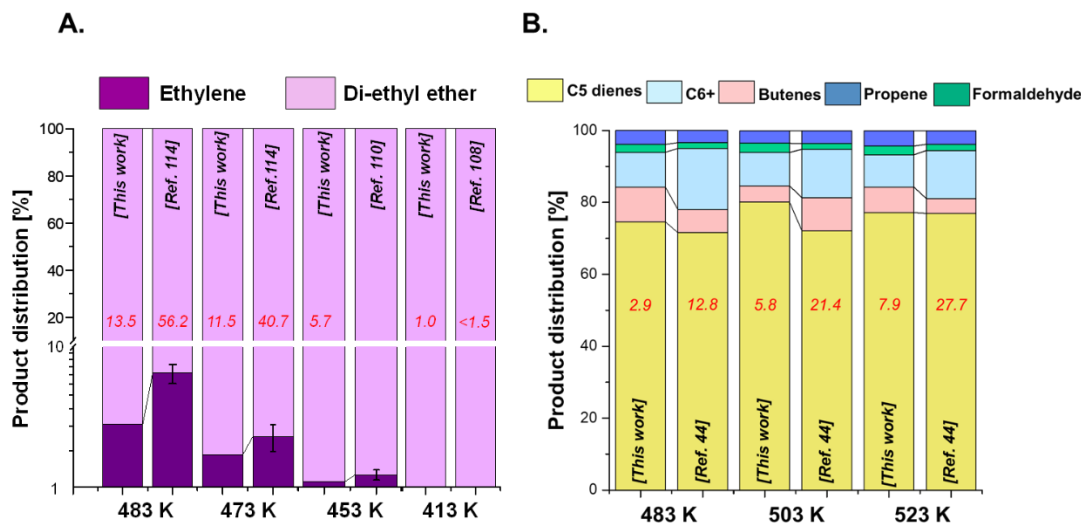 A.
Ethylene
Di-ethyl ether
Product distribution [%]
100
80
60
40
20
10
1
[This work]
[Ref. 114]
[This work]
[Ref.114]
[This work]
[Ref. 110]
[This work]
[Ref. 108]
13.5
56.2
11.5
40.7
5.7
1.0
<1.5
483 K
473 K
453 K
413 K
B.
C5 dienes
C6+
Butenes
Propene
Formaldehyde
Product distribution [%]
100
80
60
40
20
0
2.9
12.8
5.8
21.4
7.9
27.7
[This work]
[Ref. 44]
[This work]
[Ref. 44]
[This work]
[Ref. 44]
483 K
503 K
523 K